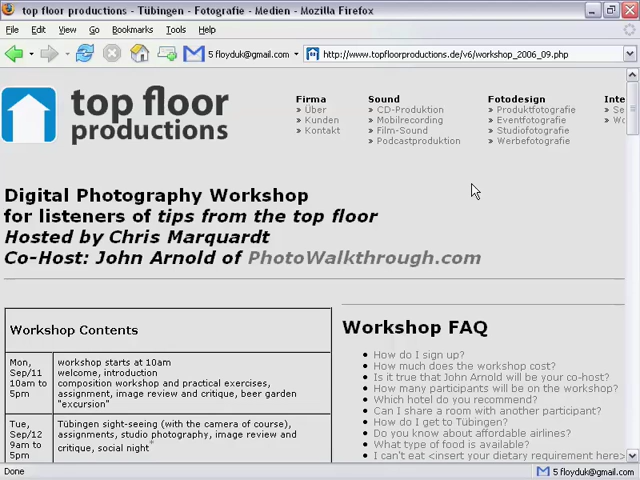 top floor productions - Tübingen - Fotografie - Medien - Mozilla Firefox
File Edit View Go Bookmarks Tools Help
5 floyduk@gmail.com
http://www.topfloorproductions.de/v6/workshop_2006_09.php
top floor
productions
Firma
» Über
» Kunden
» Kontakt
Sound
» CD-Produktion
» Mobilrecording
» Film-Sound
» Podcastproduktion
Fotodesign
» Produktfotografie
» Eventfotografie
» Studiofotografie
» Werbefotografie
Inte
» Se
» Wo
Digital Photography Workshop
for listeners of tips from the top floor
Hosted by Chris Marquardt
Co-Host: John Arnold of PhotoWalkthrough.com
Workshop Contents
Mon,
Sep/11
10am to
5pm
workshop starts at 10am
welcome, introduction
composition workshop and practical exercises,
assignment, image review and critique, beer garden
"excursion"
Tue,
Sep/12
9am to
5pm
Tübingen sight-seeing (with the camera of course),
assignments, studio photography, image review and
critique, social night*
Workshop FAQ
• How do I sign up?
• How much does the workshop cost?
• Is it true that John Arnold will be your co-host?
• How many participants will be on the workshop?
• Which hotel do you recommend?
• Can I share a room with another participant?
• How do I get to Tübingen?
• Do you know about affordable airlines?
• What type of food is available?
• I can't eat <insert your dietary requirement here>
Done
5 floyduk@gmail.com